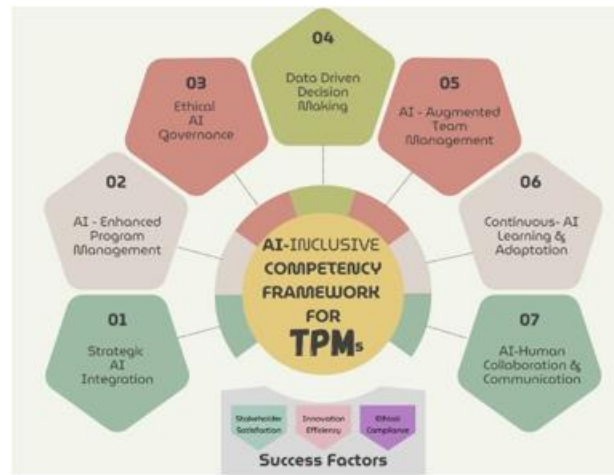 01
Strategic
AI
Integration
02
AI - Enhanced
Program
Management
03
Ethical
AI
Governance
04
Data Driven
Decision
Making
05
AI - Augmented
Team
Management
06
Continuous- AI
Learning &
Adaptation
07
AI-Human
Collaboration &
Communication
AI-INCLUSIVE
COMPETENCY
FRAMEWORK
FOR
TPMs
Stakeholder
Satisfaction
Innovation
Efficiency
Ethical
Compliance
Success Factors